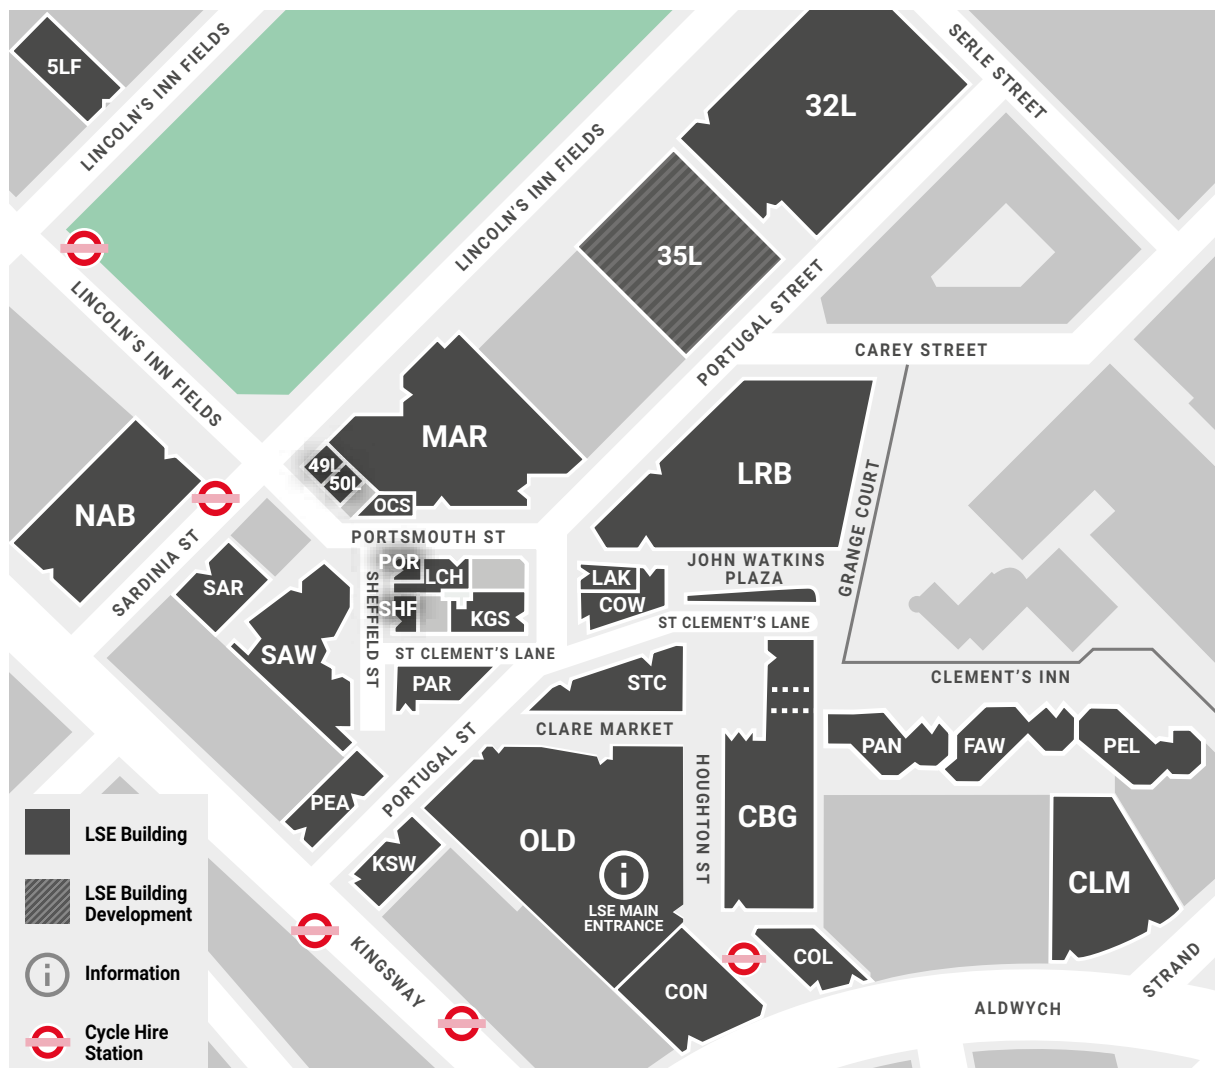 5LF
LINCOLN'S INN FIELDS
SERLE STREET
32L
LINCOLN'S INN FIELDS
35L
LINCOLN'S INN FIELDS
PORTUGAL STREET
CAREY STREET
MAR
49L
50L
OCS
LRB
GRANGE COURT
NAB
SARDINIA ST
PORTSMOUTH ST
POR
LCH
SHF
KGS
SHEFFIELD ST
JOHN WATKINS
PLAZA
LAK
COW
SAR
SAW
ST CLEMENT'S LANE
ST CLEMENT'S LANE
PAR
STC
CLEMENT'S INN
CLARE MARKET
PORTUGAL ST
PAN
FAW
PEL
HOUGHTON ST
PEA
KSW
OLD
CBG
LSE MAIN
ENTRANCE
CLM
COL
CON
KINGSWAY
STRAND
ALDWYCH
LSE Building
LSE Building
Development
Information
Cycle Hire
Station